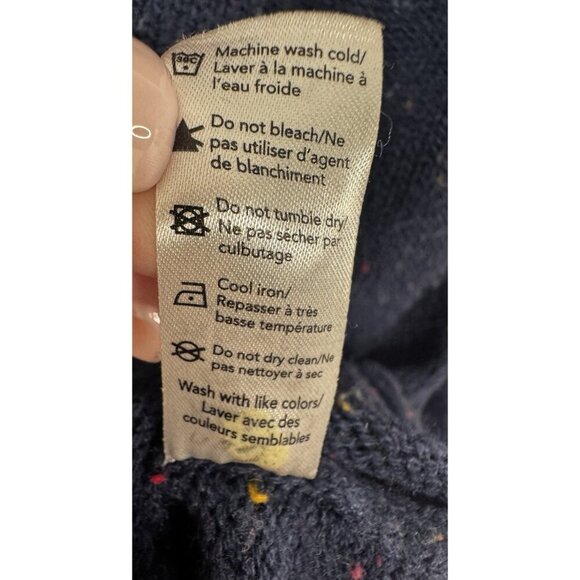 30C
Machine wash cold/
Laver à la machine à
l'eau froide
Do not bleach/Ne
pas utiliser d'agent
de blanchiment
Do not tumble dry/
Ne pas sécher par
culbutage
Cool iron/
Repasser à très
basse température
Do not dry clean/Ne
pas nettoyer à sec
Wash with like colors/
Laver avec des
couleurs semblables